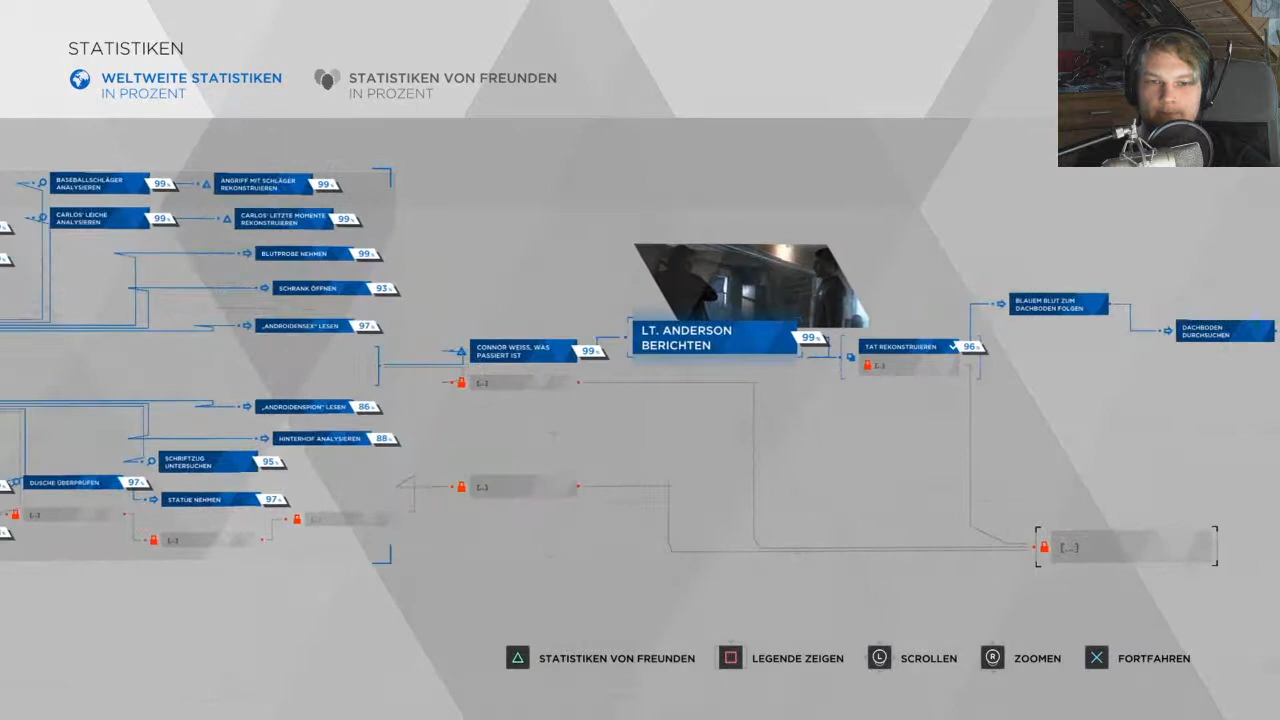 STATISTIKEN
WELTWEITE STATISTIKEN
IN PROZENT
STATISTIKEN VON FREUNDEN
IN PROZENT
BASEBALLSCHLÄGER
ANALYSIEREN
99%
ANGRIFF MIT SCHLÄGER
REKONSTRUIEREN
99%
CARLOS' LEICHE
ANALYSIEREN
99%
CARLOS' LETZTE MOMENTE
REKONSTRUIEREN
99%
BLUTPROBE NEHMEN
99%
SCHRANK ÖFFNEN
93%
„ANDROIDENSEX" LESEN
97%
CONNOR WEISS, WAS
PASSIERT IST
99%
[...]
LT. ANDERSON
BERICHTEN
99%
TAT REKONSTRUIEREN
96%
[...]
BLAUEM BLUT ZUM
DACHBODEN FOLGEN
DACHBODEN
DURCHSUCHEN
„ANDROIDENSPION" LESEN
86%
HINTERHOF ANALYSIEREN
88%
SCHRIFTZUG
UNTERSUCHEN
95%
DUSCHE ÜBERPRÜFEN
97%
STATUE NEHMEN
97%
[...]
[...]
[...]
[...]
[...]
STATISTIKEN VON FREUNDEN
LEGENDE ZEIGEN
L
SCROLLEN
R
ZOOMEN
FORTFAHREN